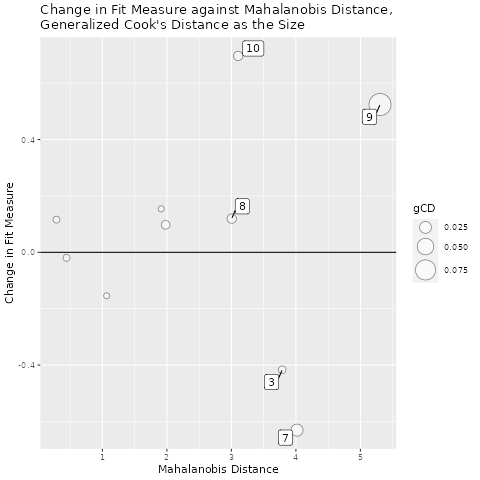 Change in Fit Measure against Mahalanobis Distance,
Generalized Cook's Distance as the Size
10
9
8
3
7
0.4
0.0
-0.4
Change in Fit Measure
1 2 3 4 5
Mahalanobis Distance
gCD
0.025
0.050
0.075